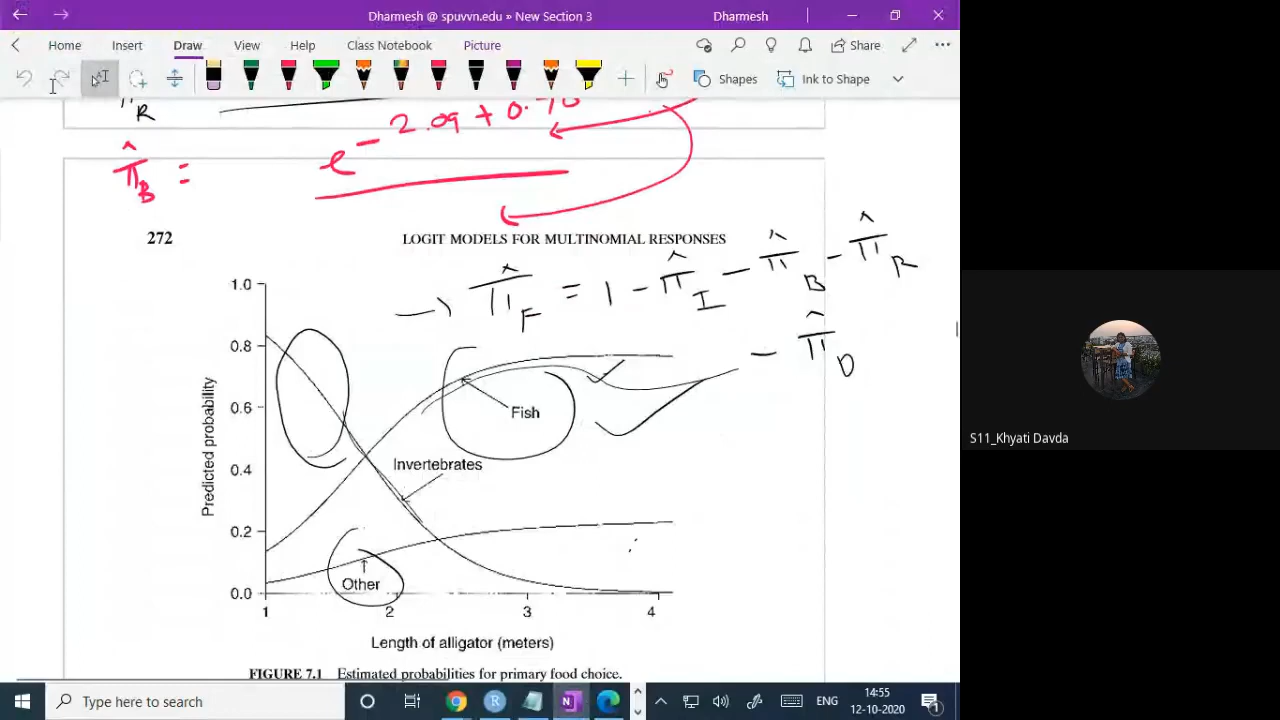 Dharmesh @ spuvvn.edu » New Section 3
Dharmesh
Home Insert Draw View Help Class Notebook Picture
Share
Shapes
Ink to Shape
π R
π̂ B = e^-2.09 + 0.70
272
LOGIT MODELS FOR MULTINOMIAL RESPONSES
π̂ F = 1 - π̂ I - π̂ B - π̂ R
- π̂ O
1.0
0.8
0.6
0.4
0.2
0.0
Predicted probability
Fish
Invertebrates
Other
1 2 3 4
Length of alligator (meters)
FIGURE 7.1 Estimated probabilities for primary food choice.
S11_Khyati Davda
Type here to search
ENG
14:55
12-10-2020
1